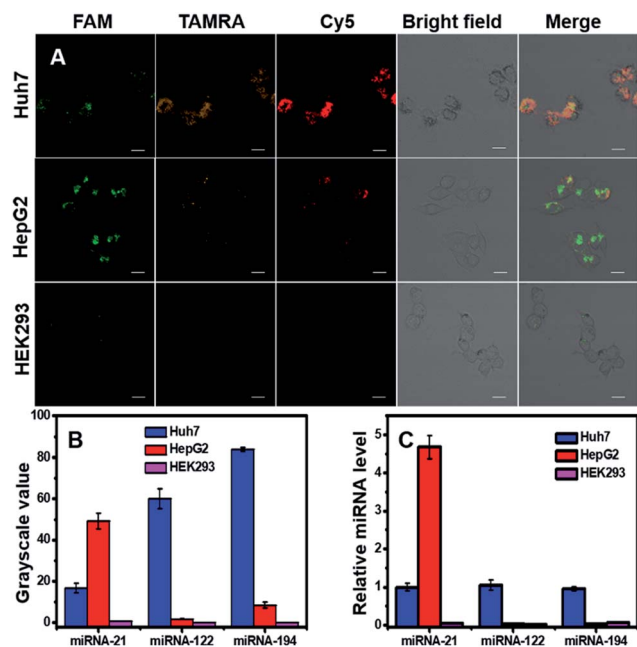 FAM TAMRA Cy5 Bright field Merge
A
Huh7
HepG2
HEK293
B
Huh7
HepG2
HEK293
Grayscale value
100
80
60
40
20
0
miRNA-21 miRNA-122 miRNA-194
C
Huh7
HepG2
HEK293
Relative miRNA level
5
4
3
2
1
0
miRNA-21 miRNA-122 miRNA-194